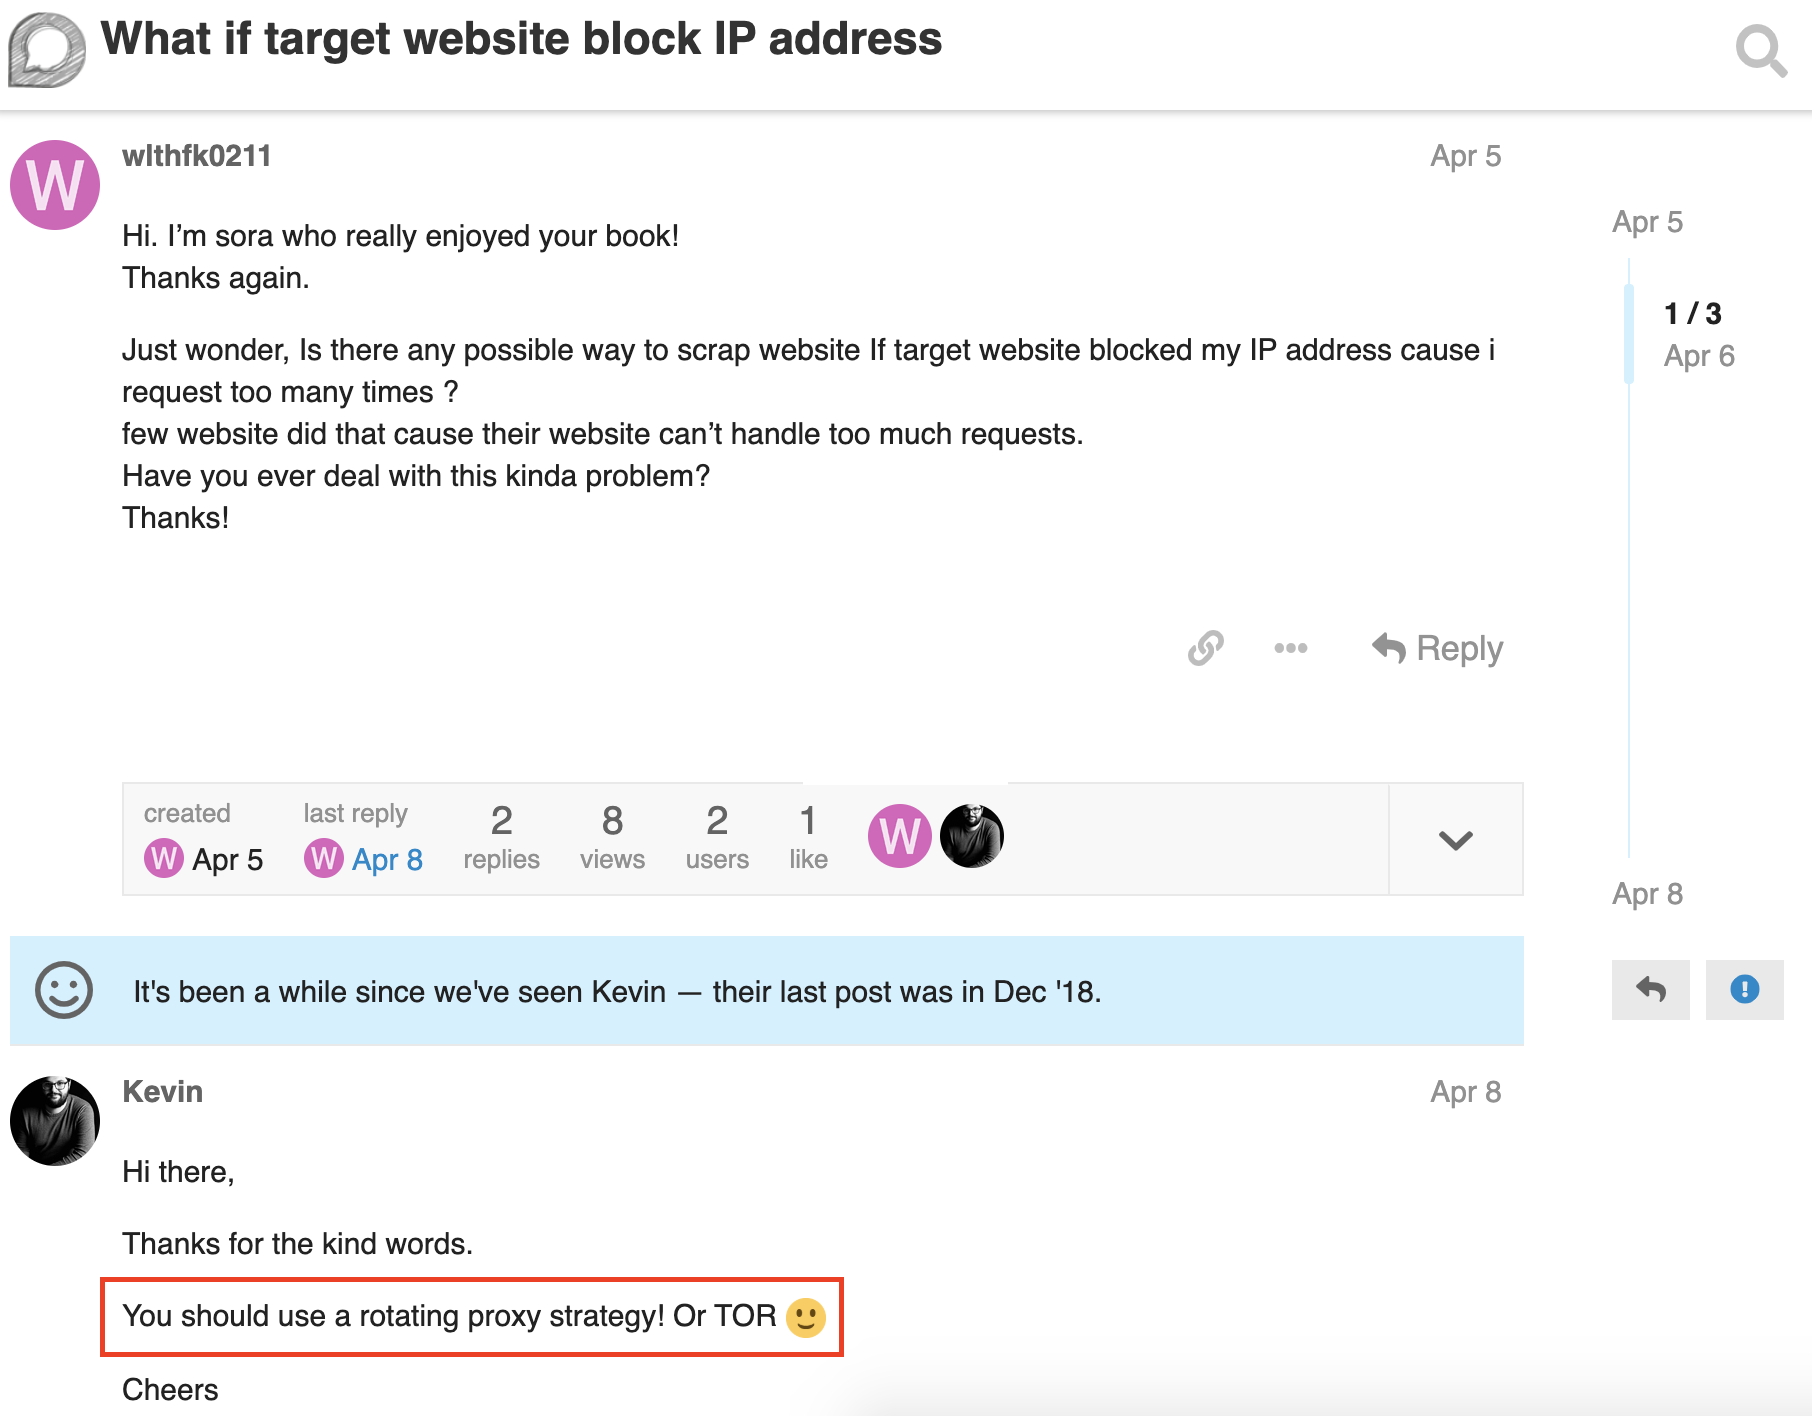 What if target website block IP address
W
wlthfk0211
Apr 5
Hi. I’m sora who really enjoyed your book!
Thanks again.
Just wonder, Is there any possible way to scrap website If target website blocked my IP address cause i
request too many times ?
few website did that cause their website can’t handle too much requests.
Have you ever deal with this kinda problem?
Thanks!
Reply
Apr 5
1 / 3
Apr 6
Apr 8
created
W Apr 5
last reply
W Apr 8
2
replies
8
views
2
users
1
like
W
It's been a while since we've seen Kevin — their last post was in Dec '18.
Kevin
Apr 8
Hi there,
Thanks for the kind words.
You should use a rotating proxy strategy! Or TOR 🙂
Cheers